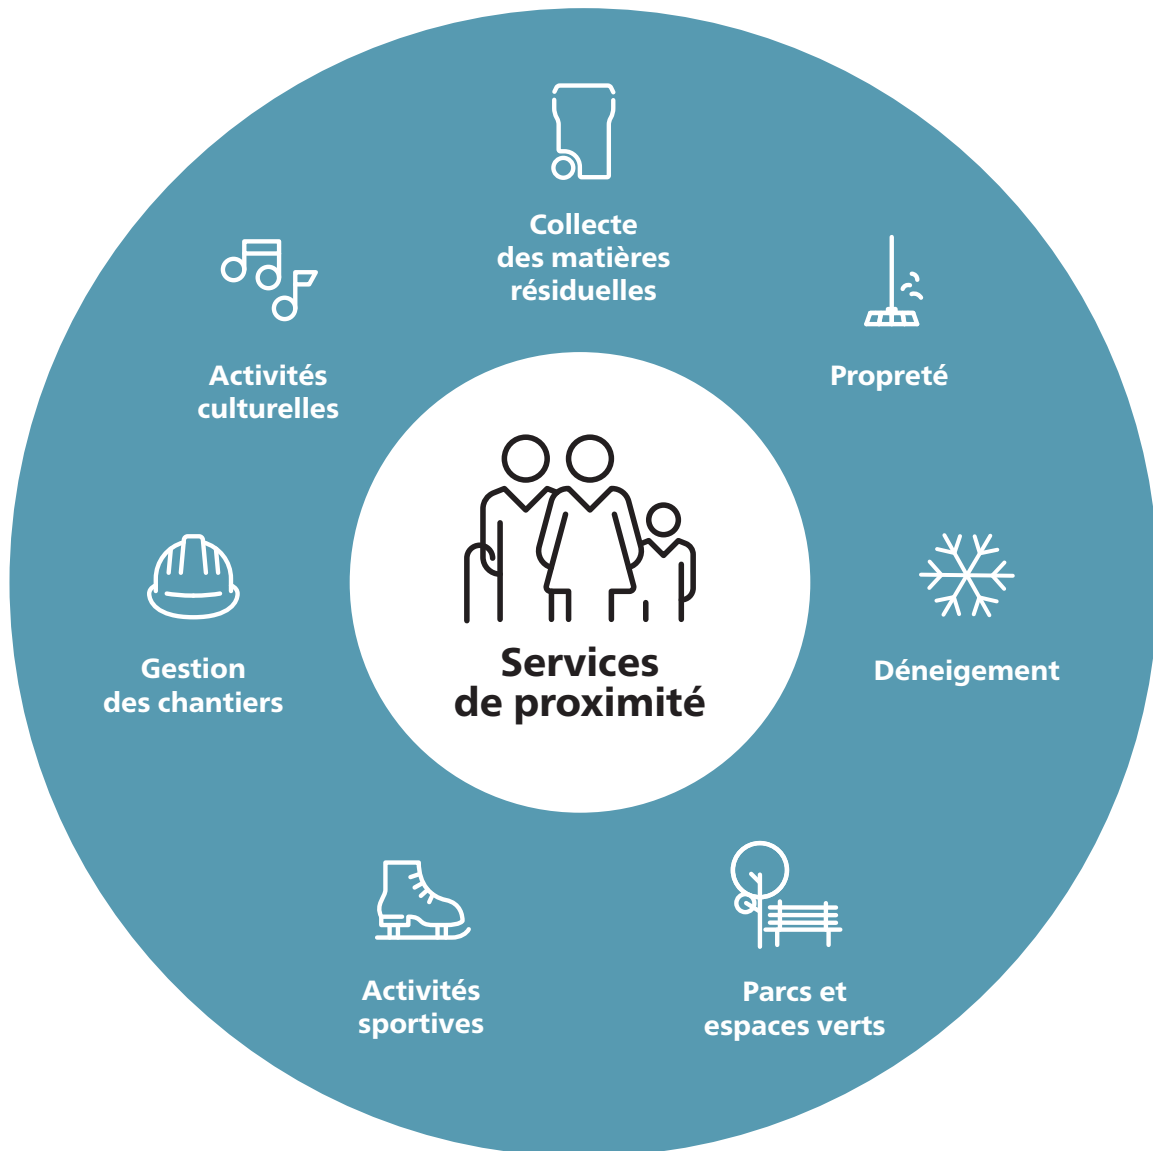 Collecte
des matières
résiduelles
Propreté
Déneigement
Parcs et
espaces verts
Activités
sportives
Gestion
des chantiers
Activités
culturelles
Services
de proximité